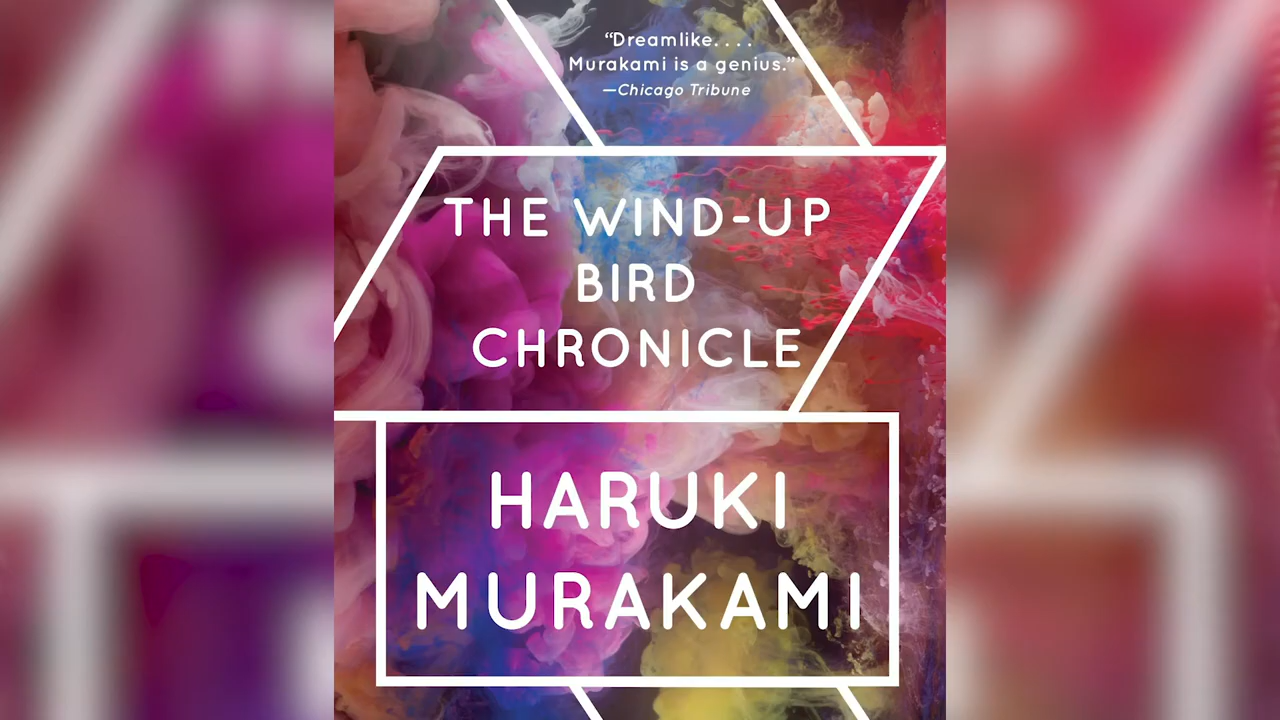 “Dreamlike. . . .
Murakami is a genius.”
—Chicago Tribune
THE WIND-UP
BIRD
CHRONICLE
HARUKI
MURAKAMI